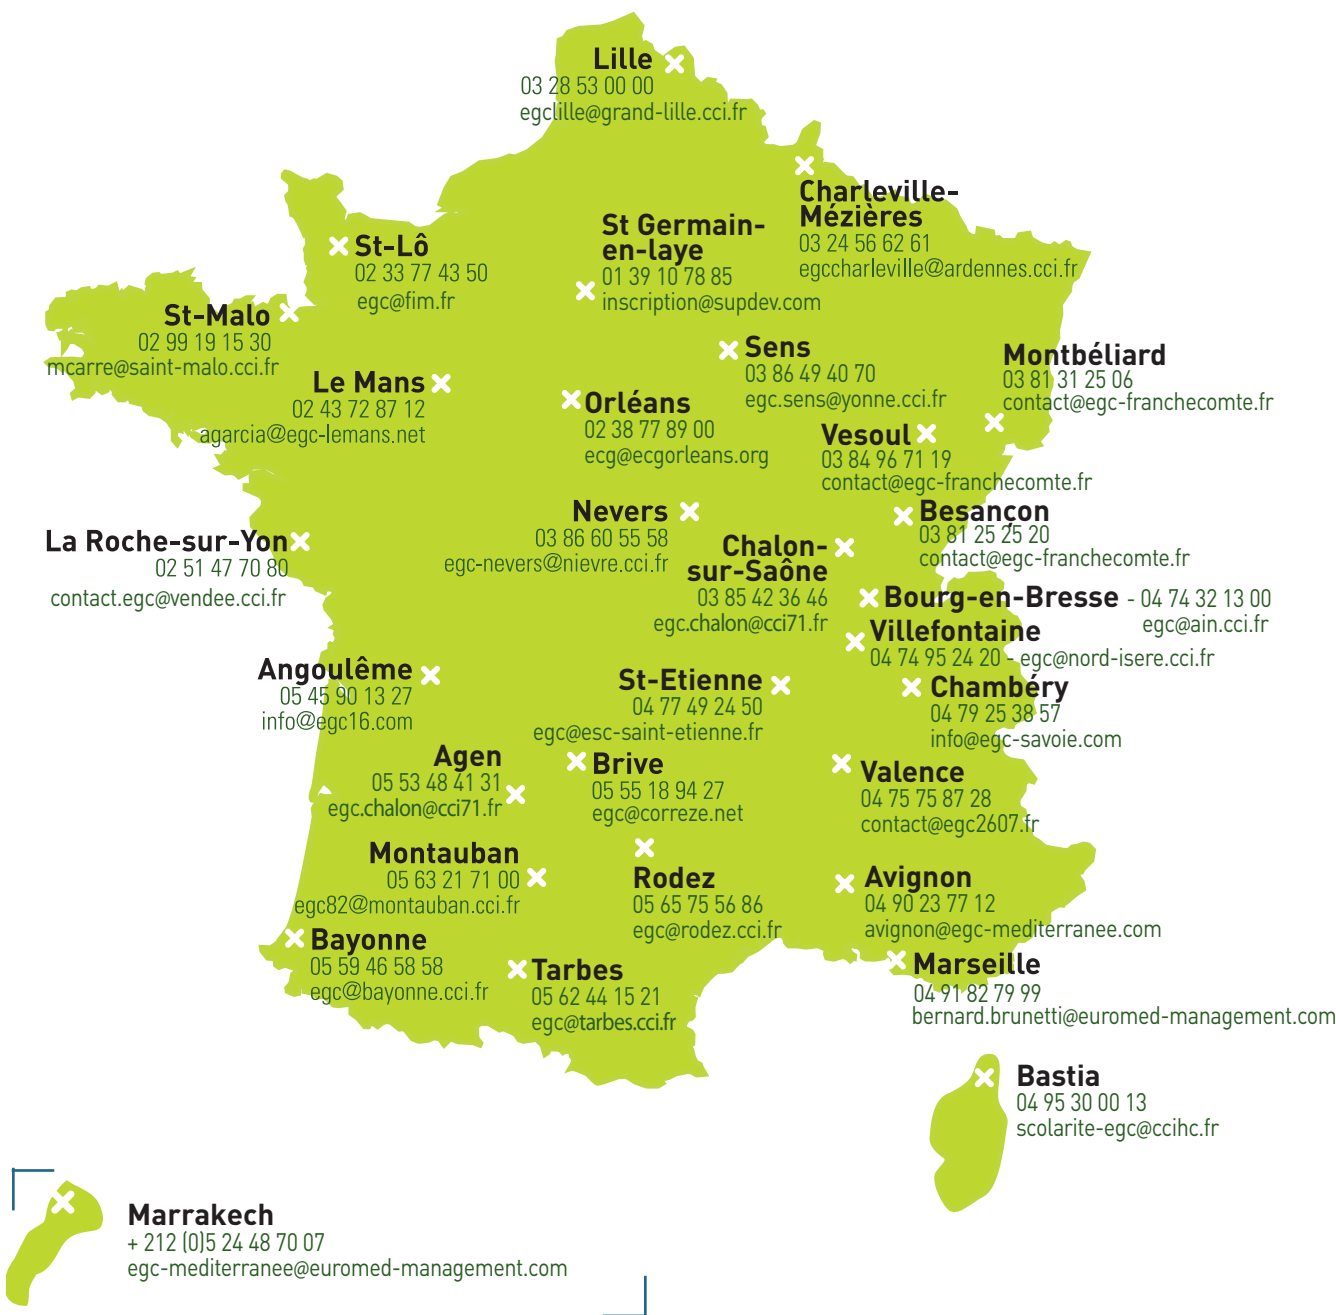 Lille
03 28 53 00 00
egclille@grand-lille.cci.fr
Charleville-
Mézières
03 24 56 62 61
egccharleville@ardennes.cci.fr
St-Lô
02 33 77 43 50
egc@fim.fr
St Germain-
en-laye
01 39 10 78 85
inscription@supdev.com
St-Malo
02 99 19 15 30
mcarre@saint-malo.cci.fr
Sens
03 86 49 40 70
egc.sens@yonne.cci.fr
Montbéliard
03 81 31 25 06
contact@egc-franchecomte.fr
Le Mans
02 43 72 87 12
agarcia@egc-lemans.net
Orléans
02 38 77 89 00
ecg@ecgorleans.org
Vesoul
03 84 96 71 19
contact@egc-franchecomte.fr
Nevers
03 86 60 55 58
egc-nevers@nievre.cci.fr
Besançon
03 81 25 25 20
contact@egc-franchecomte.fr
La Roche-sur-Yon
02 51 47 70 80
contact.egc@vendee.cci.fr
Chalon-
sur-Saône
03 85 42 36 46
egc.chalon@cci71.fr
Bourg-en-Bresse - 04 74 32 13 00
egc@ain.cci.fr
Villefontaine
04 74 95 24 20 - egc@nord-isere.cci.fr
Angoulême
05 45 90 13 27
info@egc16.com
St-Etienne
04 77 49 24 50
egc@esc-saint-etienne.fr
Chambéry
04 79 25 38 57
info@egc-savoie.com
Agen
05 53 48 41 31
egc.chalon@cci71.fr
Brive
05 55 18 94 27
egc@correze.net
Valence
04 75 75 87 28
contact@egc2607.fr
Montauban
05 63 21 71 00
egc82@montauban.cci.fr
Rodez
05 65 75 56 86
egc@rodez.cci.fr
Avignon
04 90 23 77 12
avignon@egc-mediterranee.com
Bayonne
05 59 46 58 58
egc@bayonne.cci.fr
Tarbes
05 62 44 15 21
egc@tarbes.cci.fr
Marseille
04 91 82 79 99
bernard.brunetti@euromed-management.com
Bastia
04 95 30 00 13
scolarite-egc@ccihc.fr
Marrakech
+ 212 (0)5 24 48 70 07
egc-mediterranee@euromed-management.com